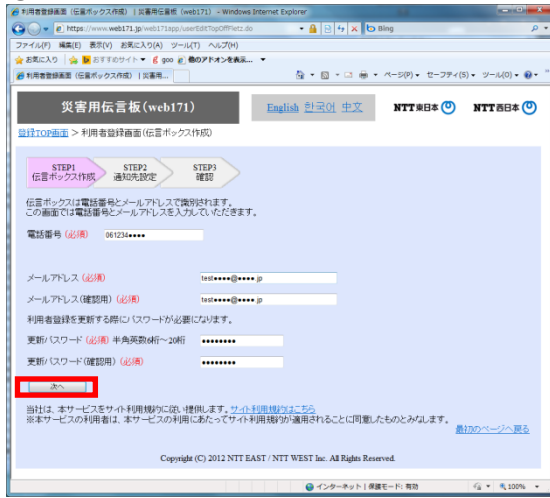 利用者登録画面(伝言ボックス作成) | 災害用伝言板(web171) - Windows Internet Explorer
https://www.web171.jp/web171app/userEditTopOffFletz.do
Bing
ファイル(F) 編集(E) 表示(V) お気に入り(A) ツール(T) ヘルプ(H)
お気に入り おすすめサイト goo 他のアドオンを表示...
利用者登録画面(伝言ボックス作成) | 災害用...
ページ(P) セーフティ(S) ツール(O)
災害用伝言板(web171)
English 한국어 中文
NTT東日本 NTT西日本
登録TOP画面 > 利用者登録画面(伝言ボックス作成)
STEP1 STEP2 STEP3
伝言ボックス作成 通知先設定 確認
伝言ボックスは電話番号とメールアドレスで識別されます。
この画面では電話番号とメールアドレスを入力していただきます。
電話番号 (必須) 061234●●●●
メールアドレス (必須) test●●●●@●●●●.jp
メールアドレス(確認用) (必須) test●●●●@●●●●.jp
利用者登録を更新する際にパスワードが必要になります。
更新パスワード (必須) 半角英数6桁~20桁 ●●●●●●●●
更新パスワード(確認用) (必須) ●●●●●●●●
次へ
当社は、本サービスをサイト利用規約に従い提供します。サイト利用規約はこちら
※本サービスの利用者は、本サービスの利用にあたってサイト利用規約が適用されることに同意したものとみなします。
最初のページへ戻る
Copyright (C) 2012 NTT EAST / NTT WEST Inc. All Rights Reserved.
インターネット | 保護モード: 有効 100%